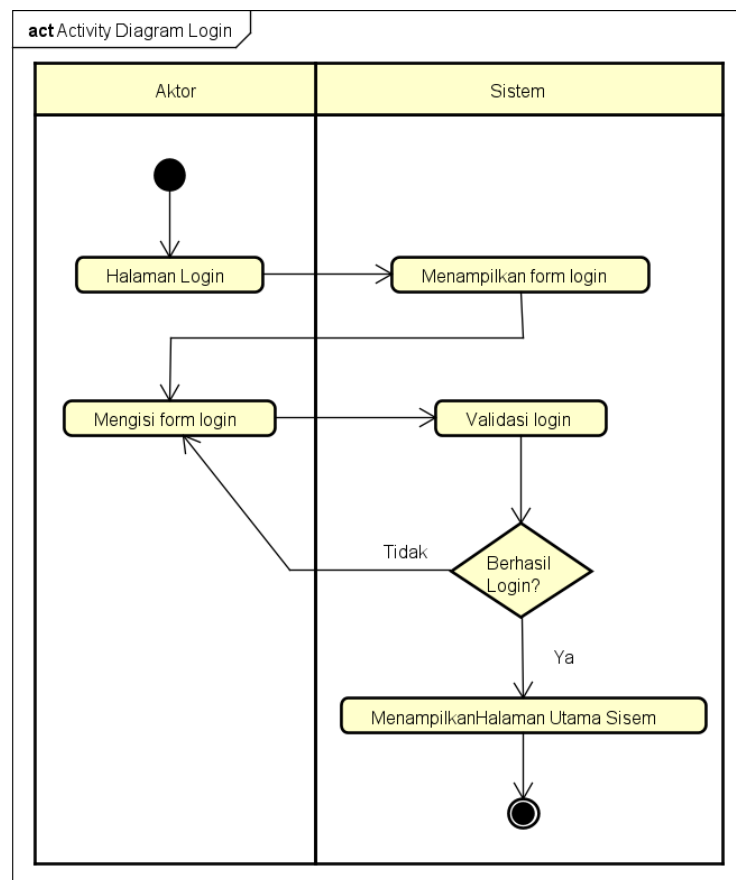 act Activity Diagram Login
Aktor
Sistem
Halaman Login
Menampilkan form login
Mengisi form login
Validasi login
Tidak
Berhasil
Login?
Ya
MenampilkanHalaman Utama Sisem